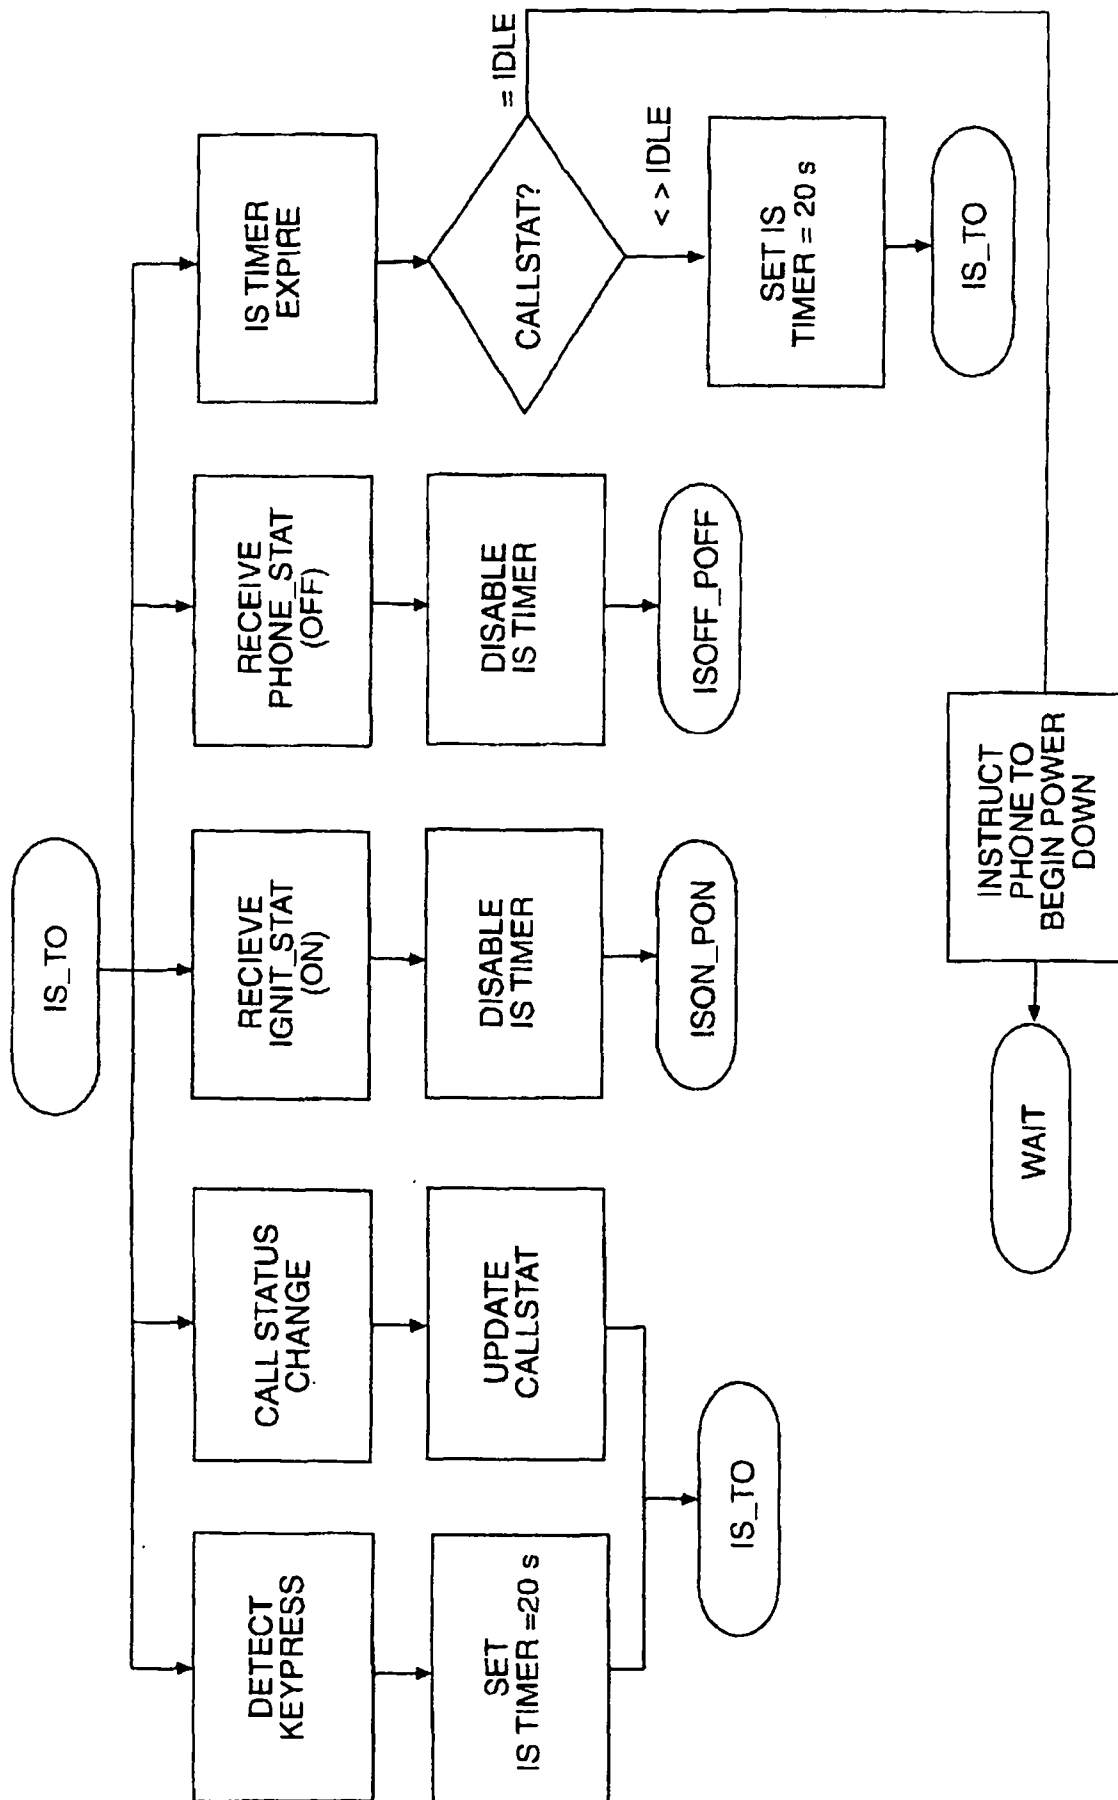 IS_TO
DETECT
KEYPRESS
CALL STATUS
CHANGE
RECIEVE
IGNIT_STAT
(ON)
RECEIVE
PHONE_STAT
(OFF)
IS TIMER
EXPIRE
SET
IS TIMER =20 s
UPDATE
CALLSTAT
DISABLE
IS TIMER
DISABLE
IS TIMER
CALLSTAT?
= IDLE
< > IDLE
IS_TO
ISON_PON
ISOFF_POFF
SET IS
TIMER = 20 s
IS_TO
WAIT
INSTRUCT
PHONE TO
BEGIN POWER
DOWN